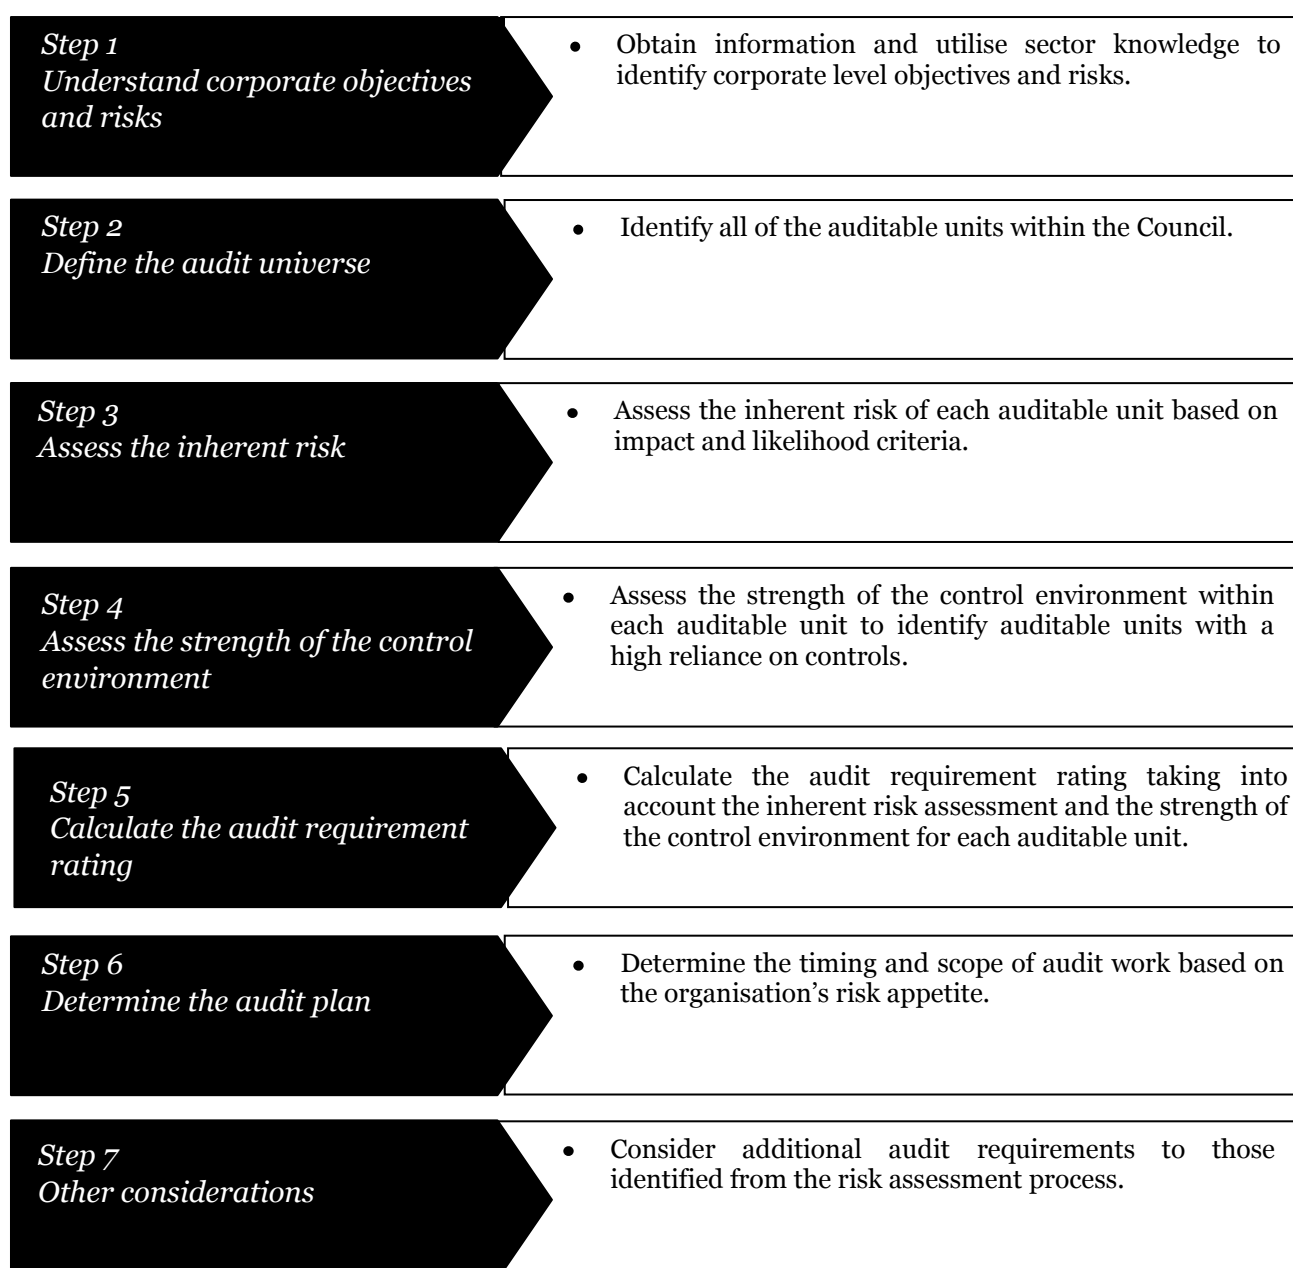 Step 1
Understand corporate objectives
and risks
• Obtain information and utilise sector knowledge to
identify corporate level objectives and risks.
Step 2
Define the audit universe
• Identify all of the auditable units within the Council.
Step 3
Assess the inherent risk
• Assess the inherent risk of each auditable unit based on
impact and likelihood criteria.
Step 4
Assess the strength of the control
environment
• Assess the strength of the control environment within
each auditable unit to identify auditable units with a
high reliance on controls.
Step 5
Calculate the audit requirement
rating
• Calculate the audit requirement rating taking into
account the inherent risk assessment and the strength of
the control environment for each auditable unit.
Step 6
Determine the audit plan
• Determine the timing and scope of audit work based on
the organisation’s risk appetite.
Step 7
Other considerations
• Consider additional audit requirements to those
identified from the risk assessment process.